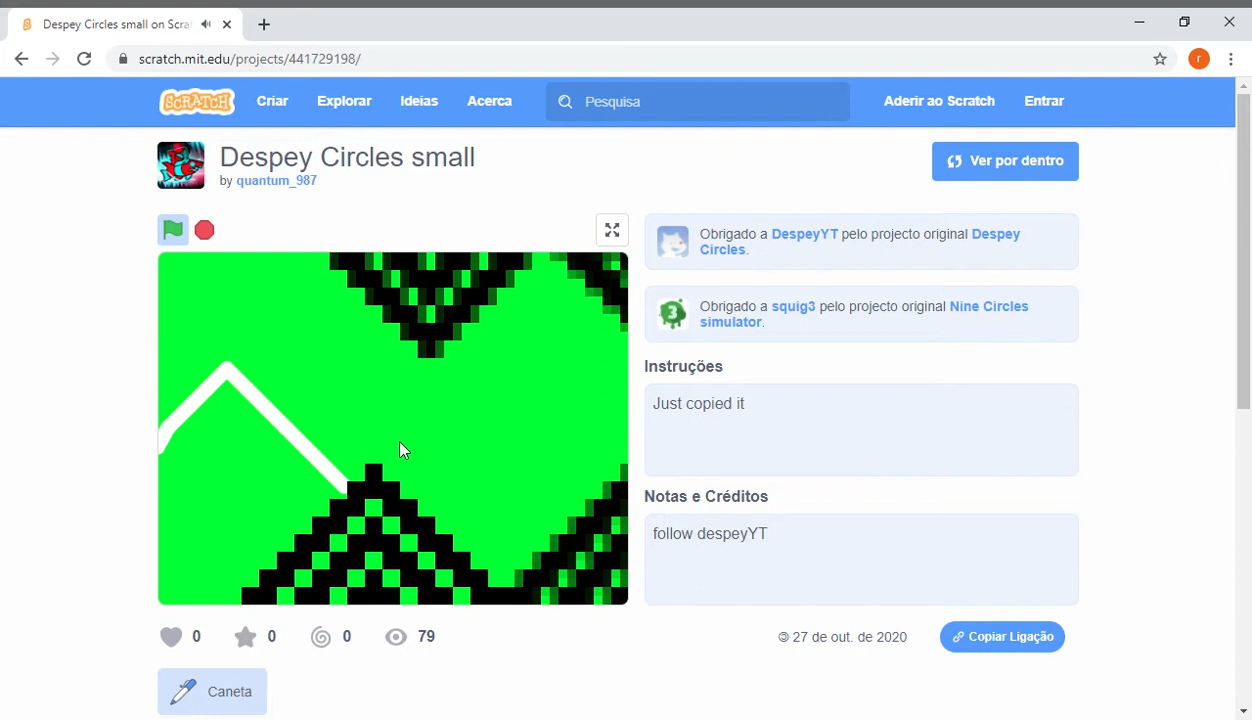 Despey Circles small on Scra
scratch.mit.edu/projects/441729198/
r
SCRATCH
Criar
Explorar
Ideias
Acerca
Pesquisa
Aderir ao Scratch
Entrar
Despey Circles small
by quantum_987
Ver por dentro
Obrigado a DespeyYT pelo projecto original Despey
Circles.
3
Obrigado a squig3 pelo projecto original Nine Circles
simulator.
Instruções
Just copied it
Notas e Créditos
follow despeyYT
0
0
0
79
27 de out. de 2020
Copiar Ligação
Caneta